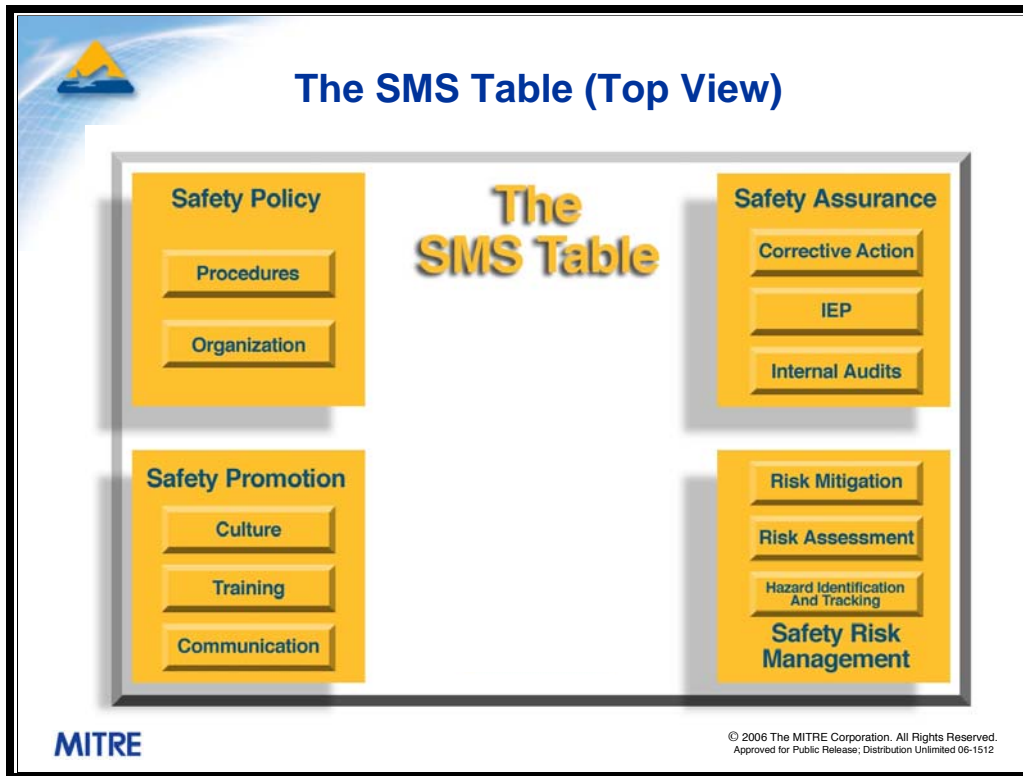 The SMS Table (Top View)
The
SMS Table
Safety Policy
Procedures
Organization
Safety Assurance
Corrective Action
IEP
Internal Audits
Safety Promotion
Culture
Training
Communication
Risk Mitigation
Risk Assessment
Hazard Identification
And Tracking
Safety Risk
Management
MITRE
© 2006 The MITRE Corporation. All Rights Reserved.
Approved for Public Release; Distribution Unlimited 06-1512